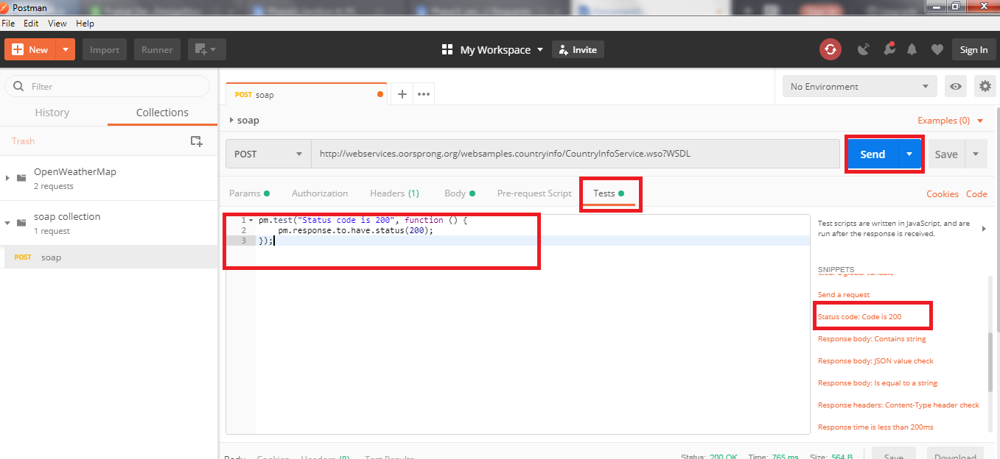 Postman
File Edit View Help
New Import Runner My Workspace Invite Sign In
Filter
History Collections
Trash
OpenWeatherMap
2 requests
soap collection
1 request
POST soap
POST soap
No Environment
soap Examples (0)
POST http://webservices.oorsprong.org/websamples.countryinfo/CountryInfoService.wso?WSDL Send Save
Params Authorization Headers (1) Body Pre-request Script Tests Cookies Code
1 pm.test("Status code is 200", function () {
2 pm.response.to.have.status(200);
3 });
Test scripts are written in JavaScript, and are
run after the response is received.
SNIPPETS
Clear a global variable
Send a request
Status code: Code is 200
Response body: Contains string
Response body: JSON value check
Response body: Is equal to a string
Response headers: Content-Type header check
Response time is less than 200ms
Body Cookies Headers (8) Test Results Status: 200 OK Time: 765 ms Size: 564 B Save Download